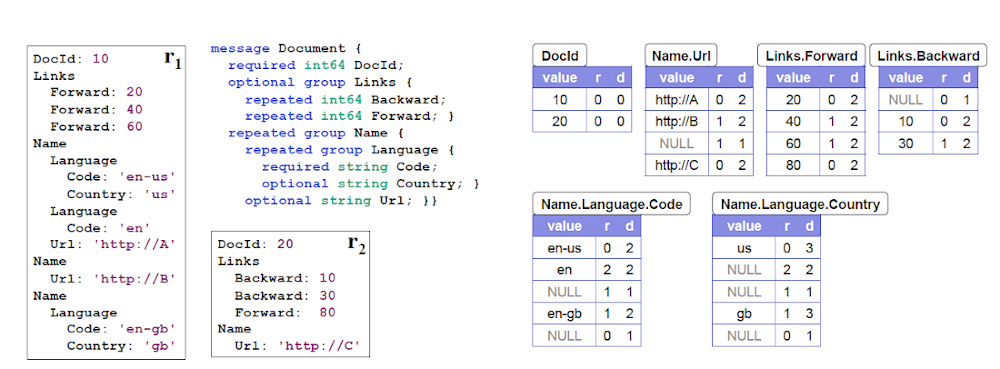 DocId: 10 r1
Links
Forward: 20
Forward: 40
Forward: 60
Name
Language
Code: 'en-us'
Country: 'us'
Language
Code: 'en'
Url: 'http://A'
Name
Url: 'http://B'
Name
Language
Code: 'en-gb'
Country: 'gb'
message Document {
required int64 DocId;
optional group Links {
repeated int64 Backward;
repeated int64 Forward; }
repeated group Name {
repeated group Language {
required string Code;
optional string Country; }
optional string Url; }}
DocId: 20 r2
Links
Backward: 10
Backward: 30
Forward: 80
Name
Url: 'http://C'
DocId
value r d
10 0 0
20 0 0
Name.Url
value r d
http://A 0 2
http://B 1 2
NULL 1 1
http://C 0 2
Links.Forward
value r d
20 0 2
40 1 2
60 1 2
80 0 2
Links.Backward
value r d
NULL 0 1
10 0 2
30 1 2
Name.Language.Code
value r d
en-us 0 2
en 2 2
NULL 1 1
en-gb 1 2
NULL 0 1
Name.Language.Country
value r d
us 0 3
NULL 2 2
NULL 1 1
gb 1 3
NULL 0 1